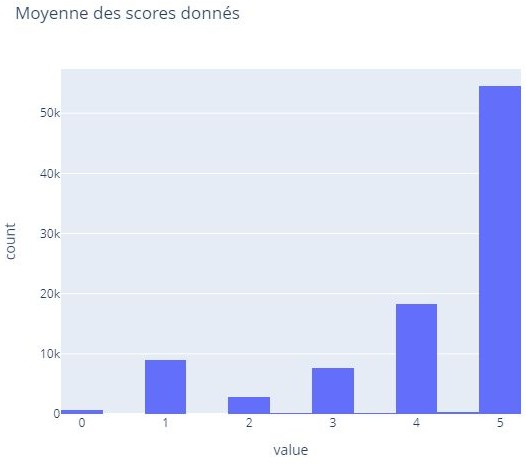 Moyenne des scores donnés
50k
40k
30k
20k
10k
0
0 1 2 3 4 5
count
value